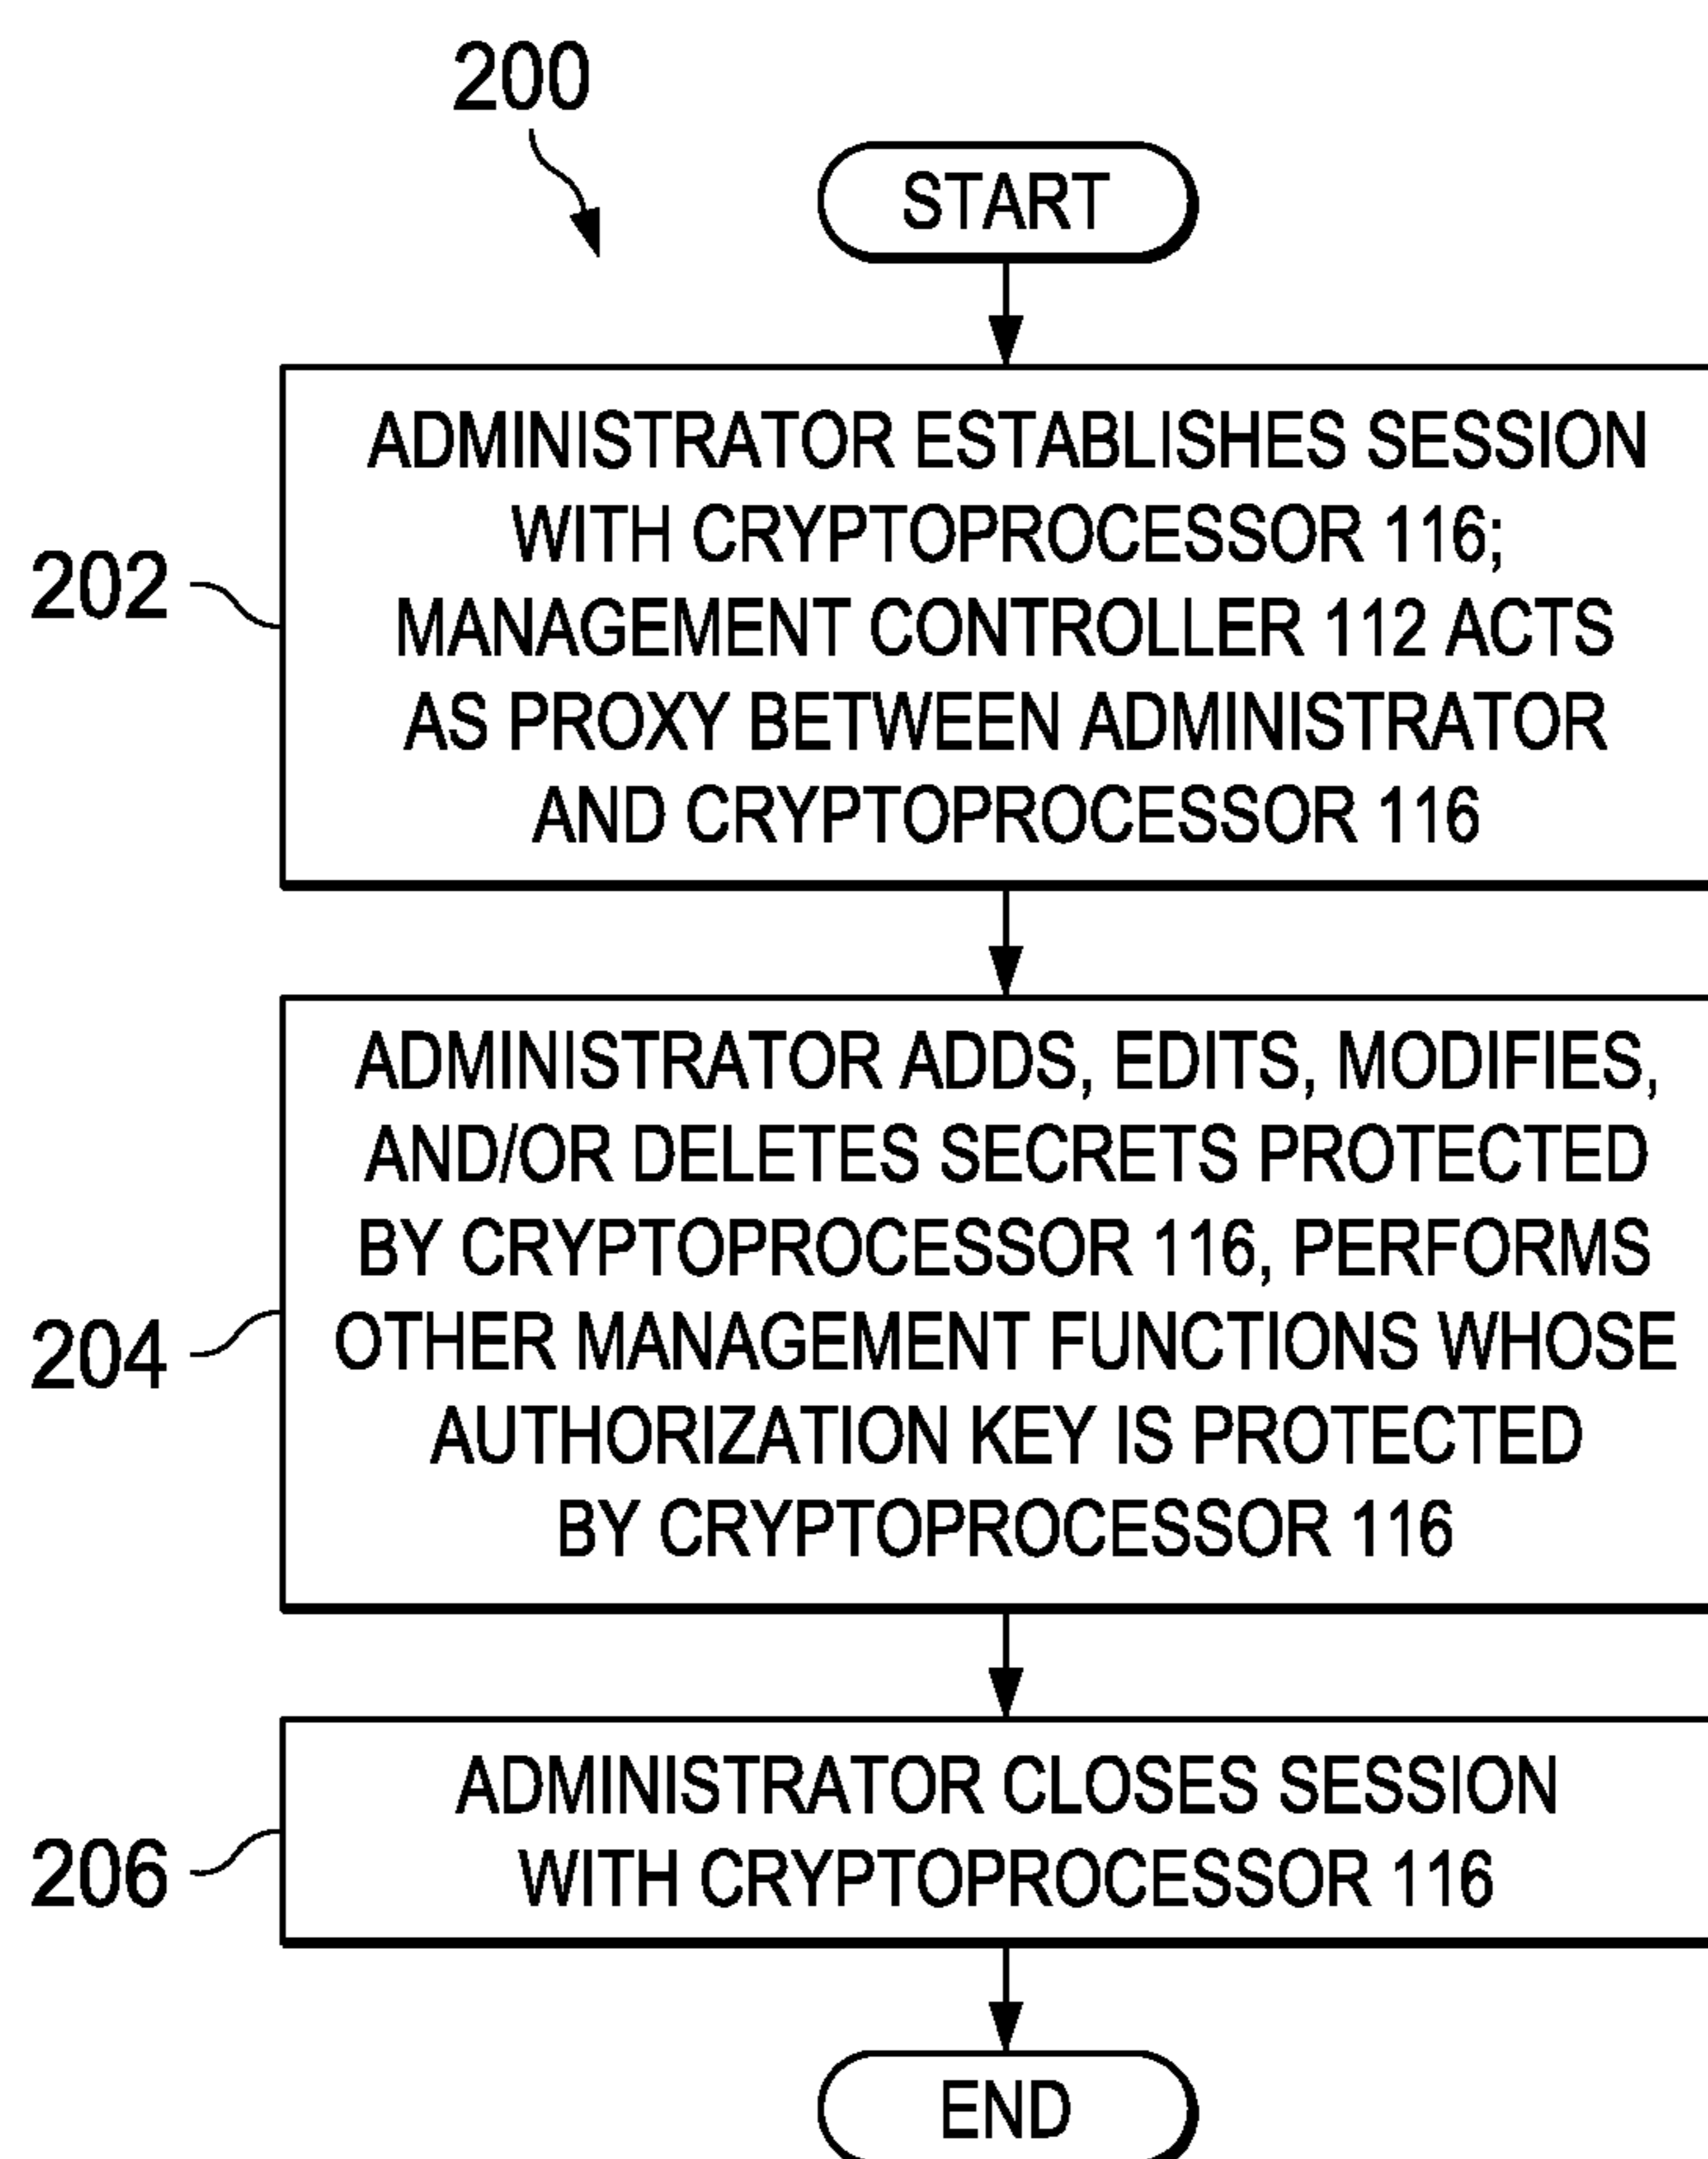 200
START
ADMINISTRATOR ESTABLISHES SESSION
WITH CRYPTOPROCESSOR 116;
MANAGEMENT CONTROLLER 112 ACTS
AS PROXY BETWEEN ADMINISTRATOR
AND CRYPTOPROCESSOR 116
202
ADMINISTRATOR ADDS, EDITS, MODIFIES,
AND/OR DELETES SECRETS PROTECTED
BY CRYPTOPROCESSOR 116, PERFORMS
OTHER MANAGEMENT FUNCTIONS WHOSE
AUTHORIZATION KEY IS PROTECTED
BY CRYPTOPROCESSOR 116
204
ADMINISTRATOR CLOSES SESSION
WITH CRYPTOPROCESSOR 116
206
END